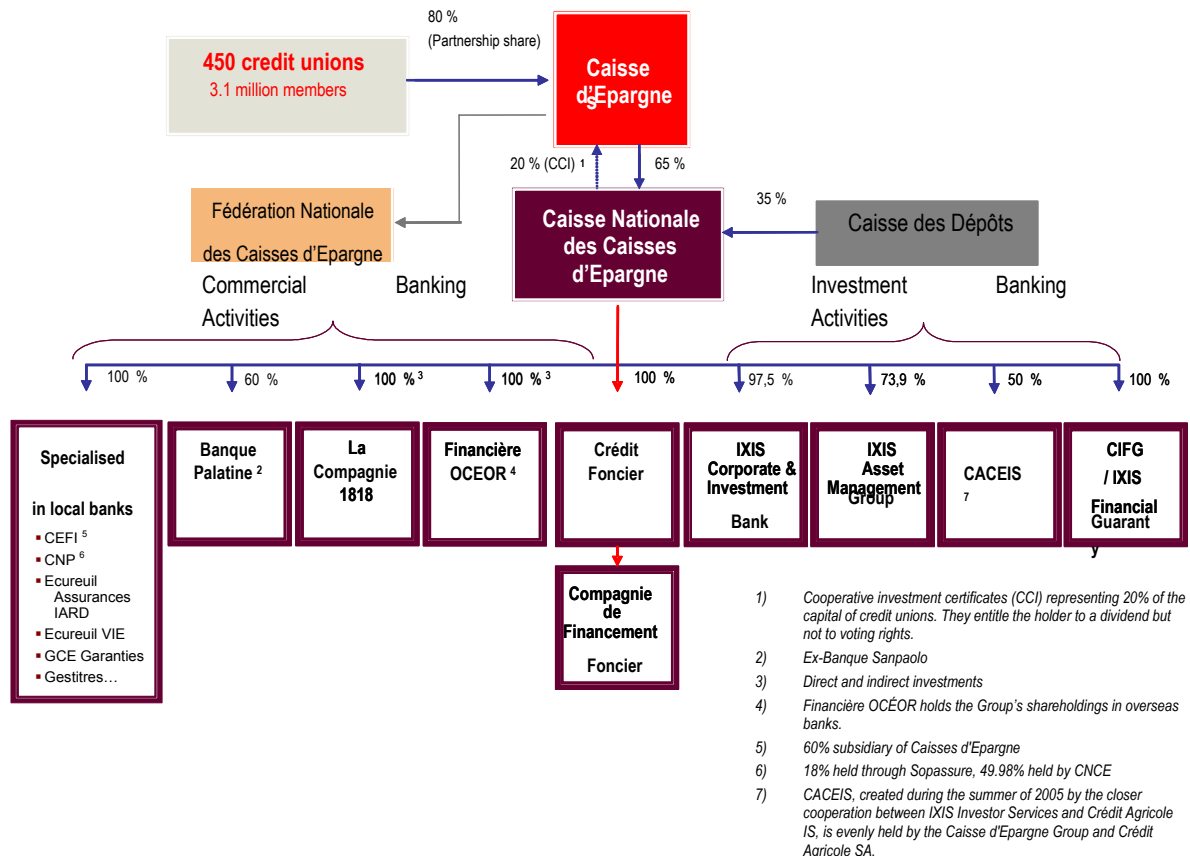 80 %
(Partnership share)
450 credit unions
3.1 million members
Caisse
d'Epargne
s
20 % (CCI) 1
65 %
35 %
Fédération Nationale
des Caisses d'Epargne
Caisse Nationale
des Caisses
d'Epargne
Caisse des Dépôts
Commercial Banking
Activities
Investment Banking
Activities
100 %
60 %
100 % 3
100 % 3
100 %
97,5 %
73,9 %
50 %
100 %
Specialised
in local banks
▪ CEFI 5
▪ CNP 6
▪ Ecureuil
Assurances
IARD
▪ Ecureuil VIE
▪ GCE Garanties
▪ Gestitres…
Banque
Palatine 2
La
Compagnie
1818
Financière
OCEOR 4
Crédit
Foncier
IXIS
Corporate &
Investment
Bank
IXIS
Asset
Management
Group
CACEIS
7
CIFG
/ IXIS
Financial
Guarant
y
Compagnie
de
Financement
Foncier
1) Cooperative investment certificates (CCI) representing 20% of the
capital of credit unions. They entitle the holder to a dividend but
not to voting rights.
2) Ex-Banque Sanpaolo
3) Direct and indirect investments
4) Financière OCÉOR holds the Group's shareholdings in overseas
banks.
5) 60% subsidiary of Caisses d'Epargne
6) 18% held through Sopassure, 49.98% held by CNCE
7) CACEIS, created during the summer of 2005 by the closer
cooperation between IXIS Investor Services and Crédit Agricole
IS, is evenly held by the Caisse d'Epargne Group and Crédit
Agricole SA.